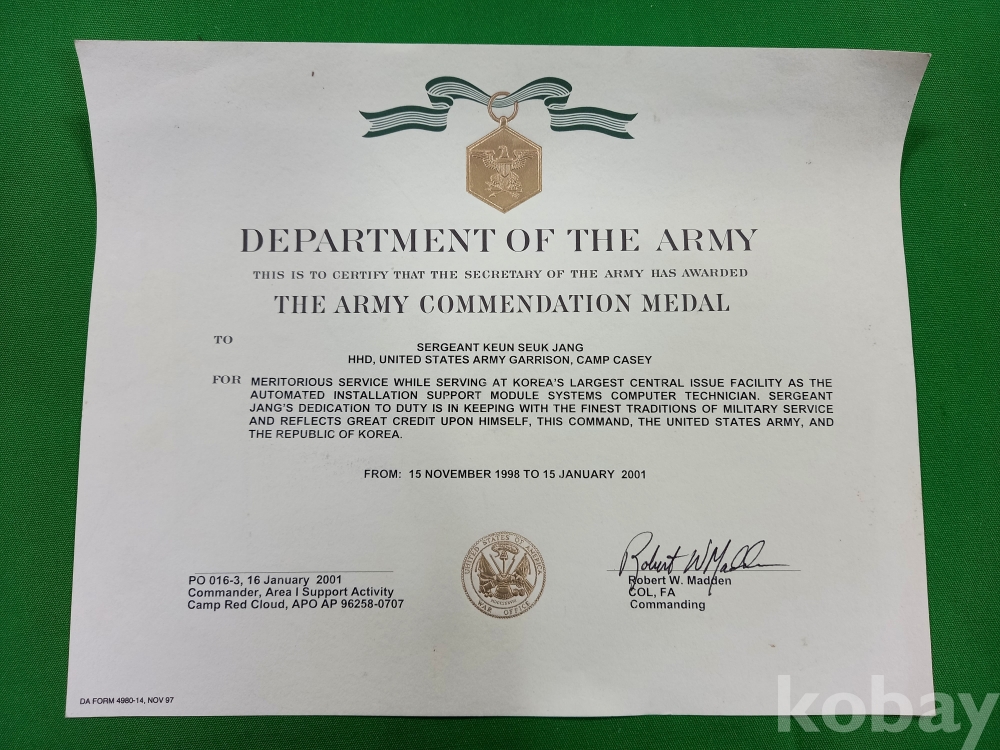 DEPARTMENT OF THE ARMY
THIS IS TO CERTIFY THAT THE SECRETARY OF THE ARMY HAS AWARDED
THE ARMY COMMENDATION MEDAL
TO
SERGEANT KEUN SEUK JANG
HHD, UNITED STATES ARMY GARRISON, CAMP CASEY
FOR MERITORIOUS SERVICE WHILE SERVING AT KOREA'S LARGEST CENTRAL ISSUE FACILITY AS THE
AUTOMATED INSTALLATION SUPPORT MODULE SYSTEMS COMPUTER TECHNICIAN. SERGEANT
JANG'S DEDICATION TO DUTY IS IN KEEPING WITH THE FINEST TRADITIONS OF MILITARY SERVICE
AND REFLECTS GREAT CREDIT UPON HIMSELF, THIS COMMAND, THE UNITED STATES ARMY, AND
THE REPUBLIC OF KOREA.
FROM: 15 NOVEMBER 1998 TO 15 JANUARY 2001
UNITED STATES OF AMERICA
WAR OFFICE
Robert W Madden
PO 016-3, 16 January 2001
Commander, Area I Support Activity
Camp Red Cloud, APO AP 96258-0707
Robert W. Madden
COL, FA
Commanding
DA FORM 4980-14, NOV 97
kobay